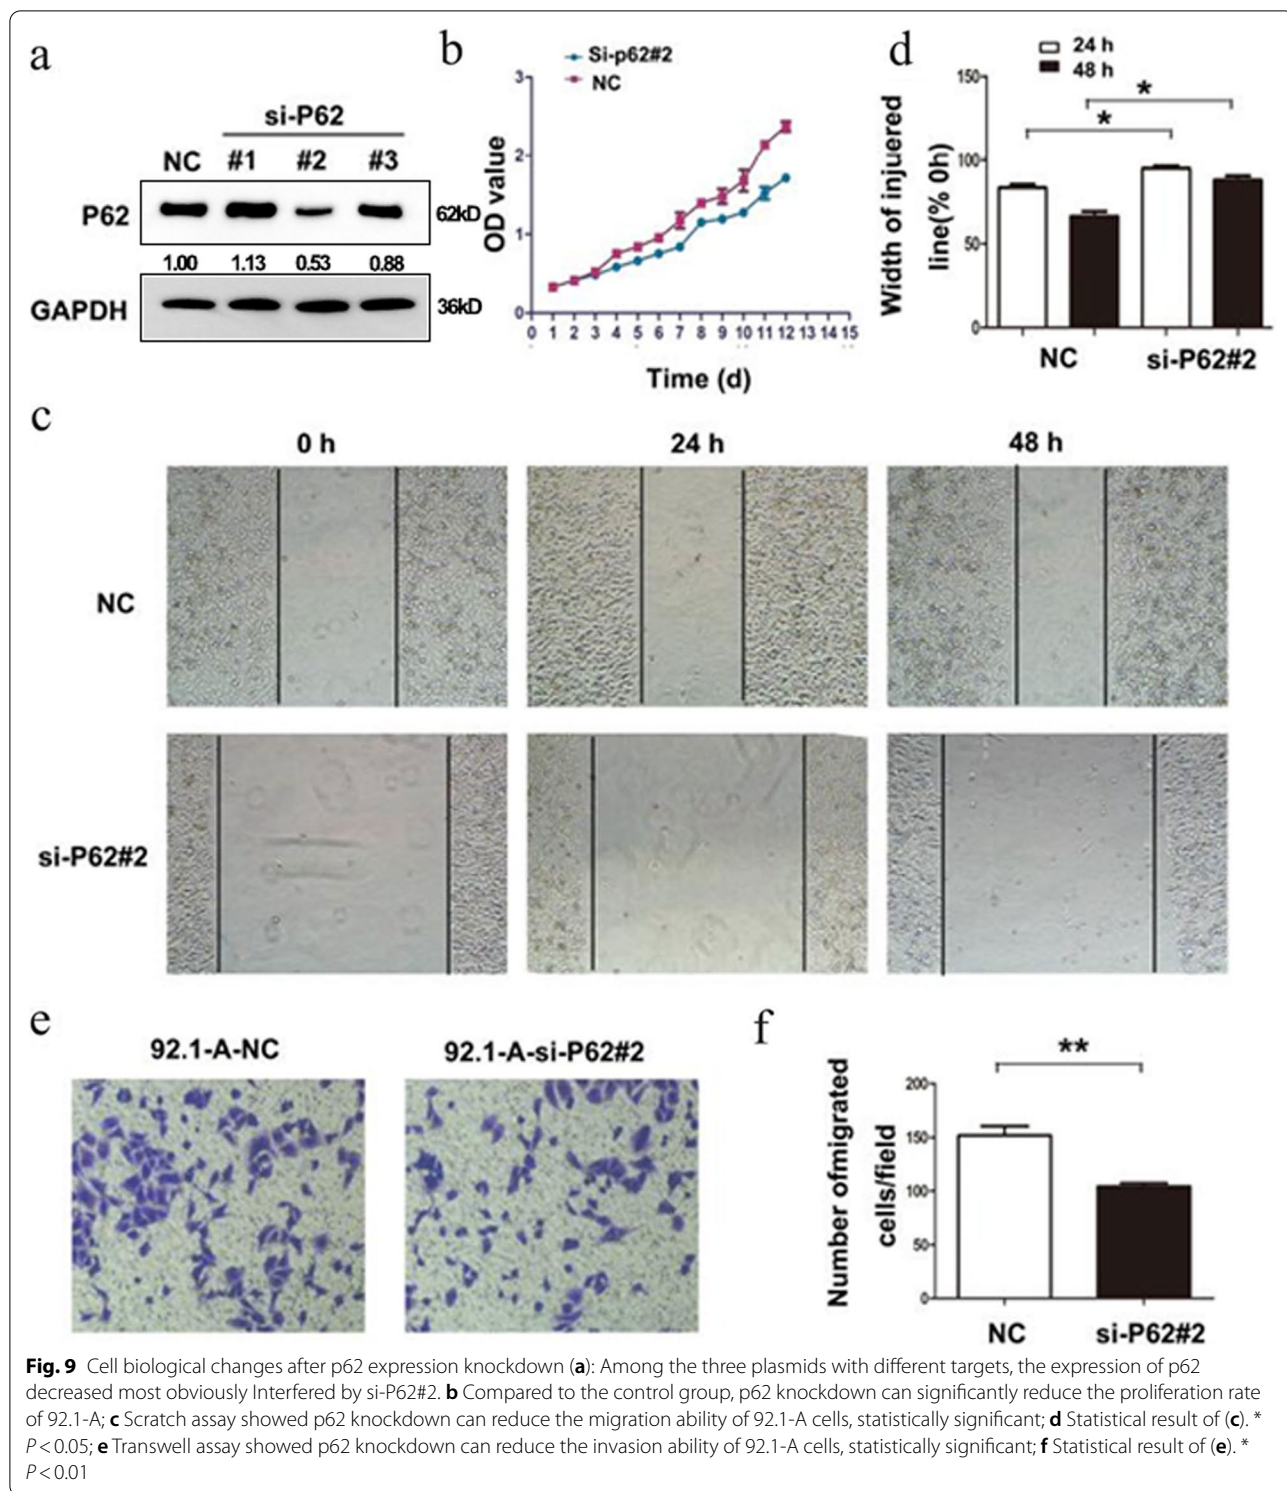 a
si-P62
NC #1 #2 #3
P62 62kD
1.00 1.13 0.53 0.88
GAPDH 36kD
b
Si-p62#2
NC
OD value
3
2
1
0
0 1 2 3 4 5 6 7 8 9 10 11 12 13 14 15
Time (d)
d
24 h
48 h
Width of injuered
line(% 0h)
150
100
50
0
*
*
NC si-P62#2
c
0 h 24 h 48 h
NC
si-P62#2
e
92.1-A-NC 92.1-A-si-P62#2
f
**
Number ofmigrated
cells/field
200
150
100
50
0
NC si-P62#2
Fig. 9 Cell biological changes after p62 expression knockdown (a): Among the three plasmids with different targets, the expression of p62
decreased most obviously Interfered by si-P62#2. b Compared to the control group, p62 knockdown can significantly reduce the proliferation rate
of 92.1-A; c Scratch assay showed p62 knockdown can reduce the migration ability of 92.1-A cells, statistically significant; d Statistical result of (c). *
P < 0.05; e Transwell assay showed p62 knockdown can reduce the invasion ability of 92.1-A cells, statistically significant; f Statistical result of (e). *
P < 0.01